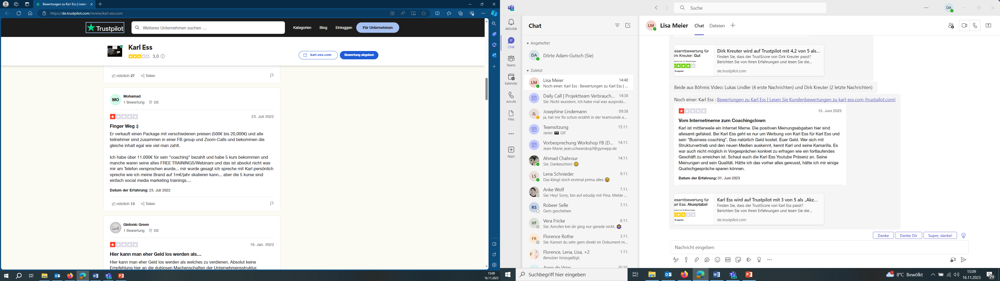 Bewertungen zu Karl Ess | Lesen
https://de.trustpilot.com/review/karl-ess.com
Trustpilot
Weiteres Unternehmen suchen …
Kategorien
Blog
Einloggen
Für Unternehmen
Karl Ess
3,0
karl-ess.com
Bewertung abgeben
nützlich 27
Teilen
MO
Mohamad
1 Bewertung
DE
23. Juli 2022
Finger Weg :)
Er verkauft einen Package mit verschiedenen preisen (500€ bis 20,000€) und alle
teilnehmer sind zusammen in einer FB group und Zoom-Calls und bekommen die
gleiche inhalt egal wie viel man zahlt.
Ich habe über 11.000€ für sein "coaching" bezahlt und habe 5 kurs bekommen und
manche waren seine altes FREE TRAININGS/Webinars und das ist absolut nicht was
mir am Telefon versprochen wurde... mir wurde gesagt ich spreche mit Karl persönlich
spreche wie ich meine Brand auf 1m€/jahr skalieren kann... aber die 5 kurse sind
einfach social media marketing trainings....
Datum der Erfahrung: 23. Juli 2022
nützlich 13
Teilen
Gintonic Green
1 Bewertung
DE
19. Jan. 2023
Hier kann man eher Geld los werden als…
Hier kann man eher Geld los werden als welches zu verdienen. Absolut keine
Empfehlung hier an die dubiosen Machenschaften der Unternehmensstruktur.
15:09
16.11.2023
Suche
DA
Aktivität
Chat
Teams
Kalender
Anrufe
Files
Apps
Chat
Angeheftet
DA
Dörte Adam-Gutsch (Sie)
Zuletzt
LM
Lisa Meier
14:48
Noch einer: Karl Ess : Bewertungen zu Karl Ess | ...
Daily Call | Projektteam Verbrauch...
14:38
Sie: Nicht wundern. Ich habe mal was ausprobi...
JL
Josephine Lindemann
09:38
ja, hat mir flo schon erzählt in der teamrunde a...
Teamsitzung
15.11.
Janin: GIF
Vorbesprechung Workshop FB (D...
14.11.
Jean-Marie: jean.schwarzkopf@gymepp.de
Ahmad Chahrour
14.11.
Sie: Dankeschön!
LS
Lena Schnieder
9.11.
Das klingt doch erstmal prima alles
Anke Wolf
7.11.
Sie: Hey! Sorry, bin auf edudip mit Pina. Melde ...
RS
Robeer Selle
7.11.
Gern geschehen
VF
Vera Fricke
6.11.
Sie: Anrufen bei dir ging nur gerade nicht.
FR
Florence Rothe
3.11.
Sie: Kannst du sehr gern direkt im Dokument m...
F
L
L
Florence, Lena, Lisa, +2
1.11.
Benutzer hinzugefügt.
Anne de Vries
20.10.
LM
Lisa Meier
Chat
Dateien
esamtbewertung für
irk Kreuter: Gut
erend auf 131 Bewertungen
Trustpilot
Dirk Kreuter wird auf Trustpilot mit 4,2 von 5 als...
Finden Sie, dass der TrustScore von Dirk Kreuter passt?
Berichten Sie von Ihren Erfahrungen und lesen Sie die...
de.trustpilot.com
Beide aus Böhmis Video: Lukas Lindler (4 erste Nachrichten) und Dirk Kreuter (2 letzte Nachrichten)
Noch einer: Karl Ess : Bewertungen zu Karl Ess | Lesen Sie Kundenbewertungen zu karl-ess.com (trustpilot.com)
15. Juni 2023
Vom Internetmeme zum Coachingclown
Karl ist mittlerweile ein Internet Meme. Die positiven Meinungsabgaben hier sind
allesamt gefaked. Bei Karl Ess geht es nur um Werbung von Karl Ess für Karl Ess und
sein "Business coaching". Das natürlich Geld kostet. Euer Geld. Wer sich mit
Strukturvertrieb und den neuen Medien auskennt, kennt Karl und seine Kamarilla. Es
war auch nicht möglich in Vorgesprächen konkret zu erfragen wie ein fortlaufendes
Geschäft zu erreichen ist. Schaut euch die Karl Ess Youtube Präsenz an. Seine
Meinungen und sein Qualität. Hätte ich das vorher alles gewusst, hätte ich mir einige
Quatschgespräche sparen können.
Datum der Erfahrung: 01. Juni 2023
esamtbewertung für
arl Ess: Akzeptabel
erend auf 45 Bewertungen
Trustpilot
Karl Ess wird auf Trustpilot mit 3 von 5 als „Akz...
Finden Sie, dass der TrustScore von Karl Ess passt?
Berichten Sie von Ihren Erfahrungen und lesen Sie die...
de.trustpilot.com
Danke
Danke Dir
Super, danke!
Nachricht eingeben
GIF
Suchbegriff hier eingeben
8°C Bewölkt
15:09
16.11.2023
29